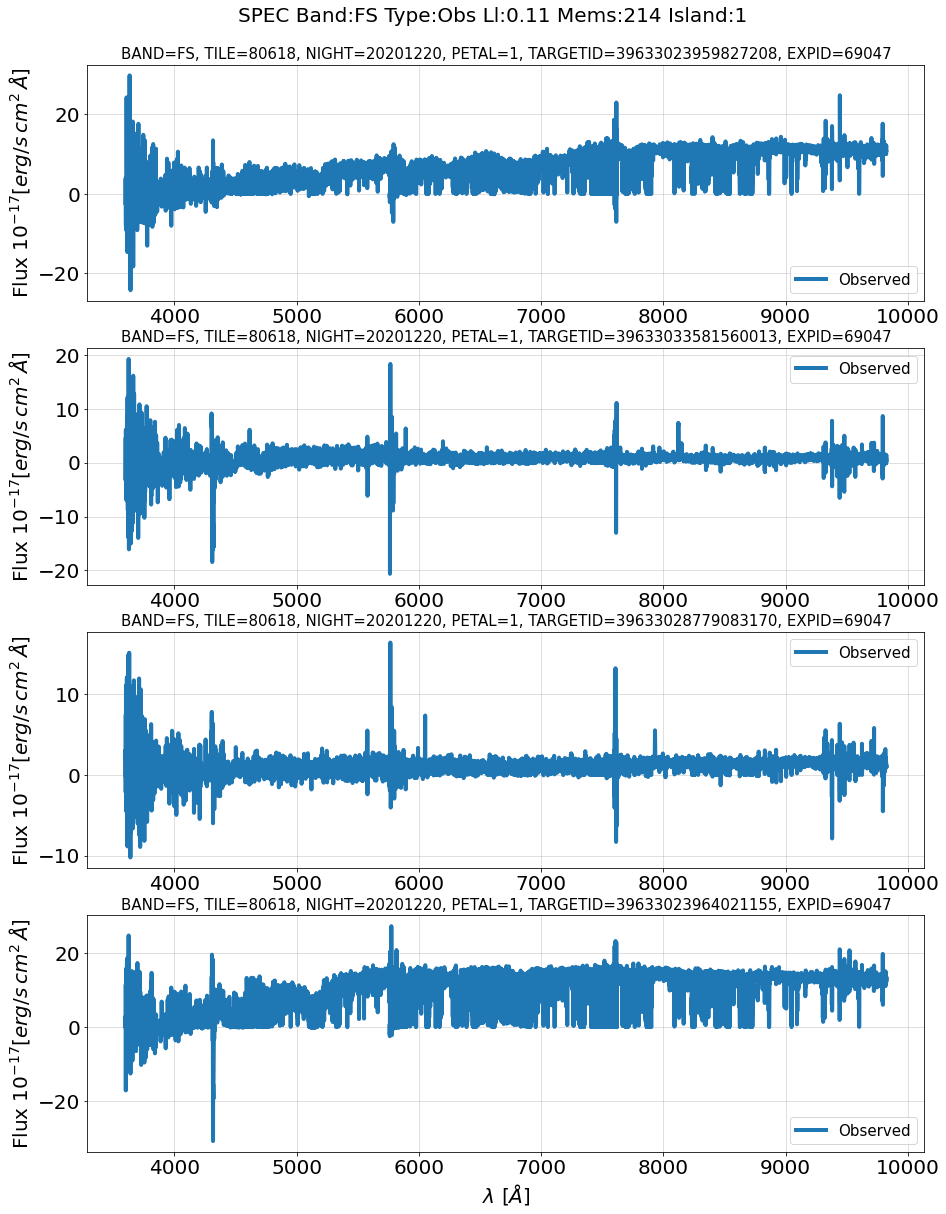 SPEC Band:FS Type:Obs Ll:0.11 Mems:214 Island:1
BAND=FS, TILE=80618, NIGHT=20201220, PETAL=1, TARGETID=39633023959827208, EXPID=69047
Flux 10^{-17}[erg/s cm^2 Å]
20
0
−20
Observed
4000 5000 6000 7000 8000 9000 10000
BAND=FS, TILE=80618, NIGHT=20201220, PETAL=1, TARGETID=39633033581560013, EXPID=69047
Flux 10^{-17}[erg/s cm^2 Å]
20
10
0
−10
−20
Observed
4000 5000 6000 7000 8000 9000 10000
BAND=FS, TILE=80618, NIGHT=20201220, PETAL=1, TARGETID=39633028779083170, EXPID=69047
Flux 10^{-17}[erg/s cm^2 Å]
10
0
−10
Observed
4000 5000 6000 7000 8000 9000 10000
BAND=FS, TILE=80618, NIGHT=20201220, PETAL=1, TARGETID=39633023964021155, EXPID=69047
Flux 10^{-17}[erg/s cm^2 Å]
20
0
−20
Observed
4000 5000 6000 7000 8000 9000 10000
λ [Å]